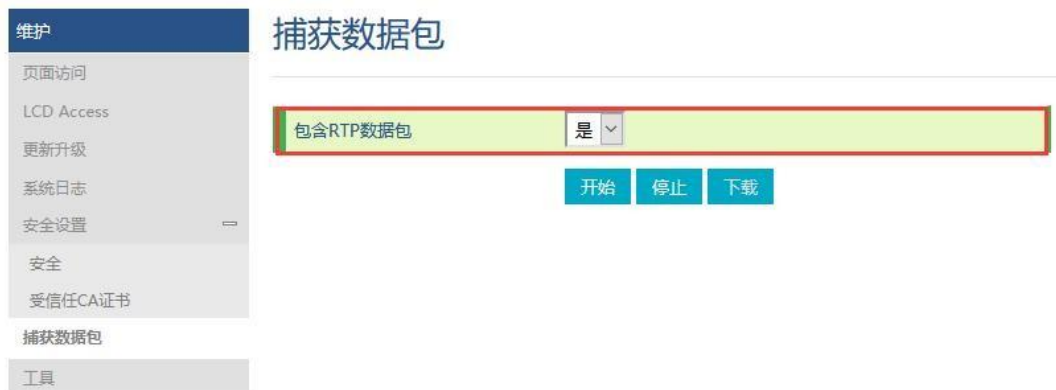 维护
页面访问
LCD Access
更新升级
系统日志
安全设置
安全
受信任CA证书
捕获数据包
工具
捕获数据包
包含RTP数据包 是
开始 停止 下载